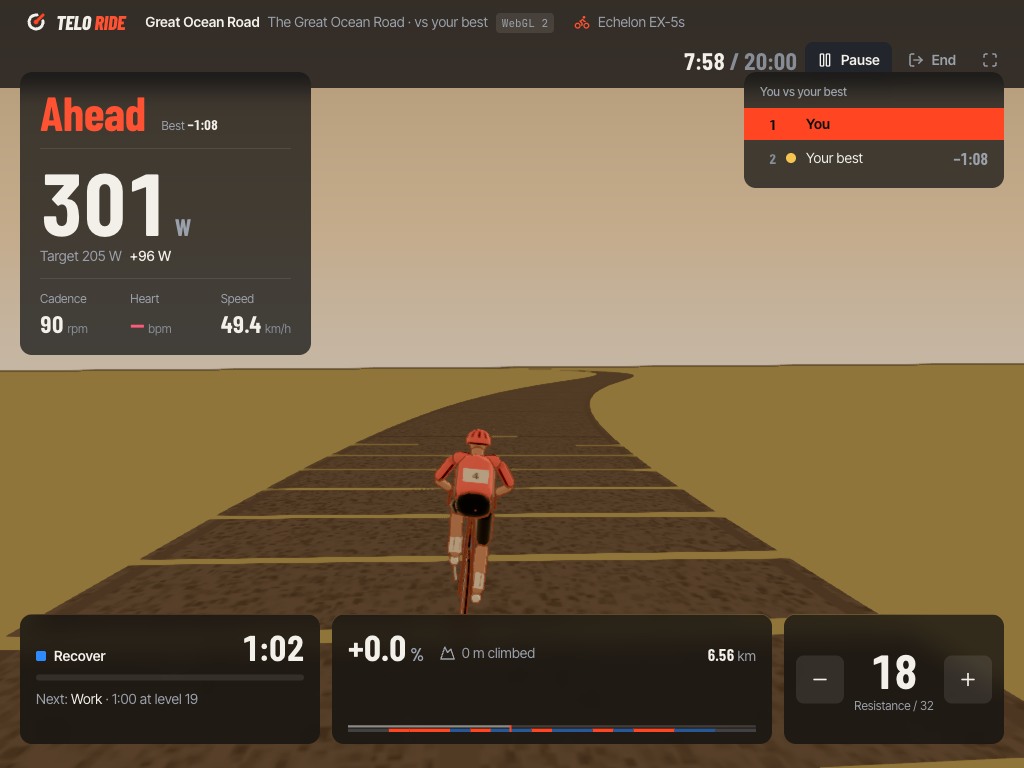 TELO RIDE Great Ocean Road The Great Ocean Road · vs your best WebGL 2 Echelon EX-5s
7:58 / 20:00 Pause End
Ahead Best −1:08
301 W
Target 205 W +96 W
Cadence Heart Speed
90 rpm – bpm 49.4 km/h
You vs your best
1 You
2 Your best −1:08
4
Recover 1:02
Next: Work · 1:00 at level 19
+0.0 % 0 m climbed 6.56 km
− 18 +
Resistance / 32